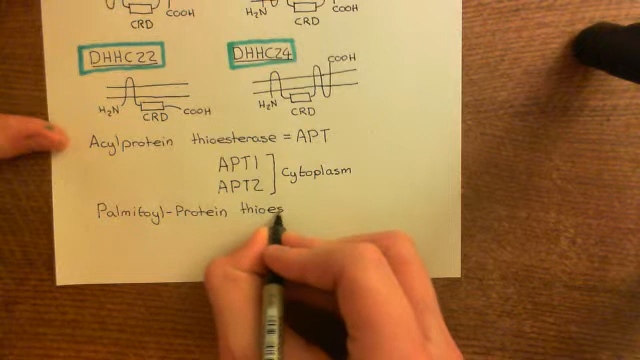 COOH
CRD
COOH
CRD
DHHC22
DHHC24
H₂N
CRD
COOH
H₂N
CRD
COOH
Acylprotein thioesterase = APT
APT1
APT2
Cytoplasm
Palmitoyl-Protein thioes